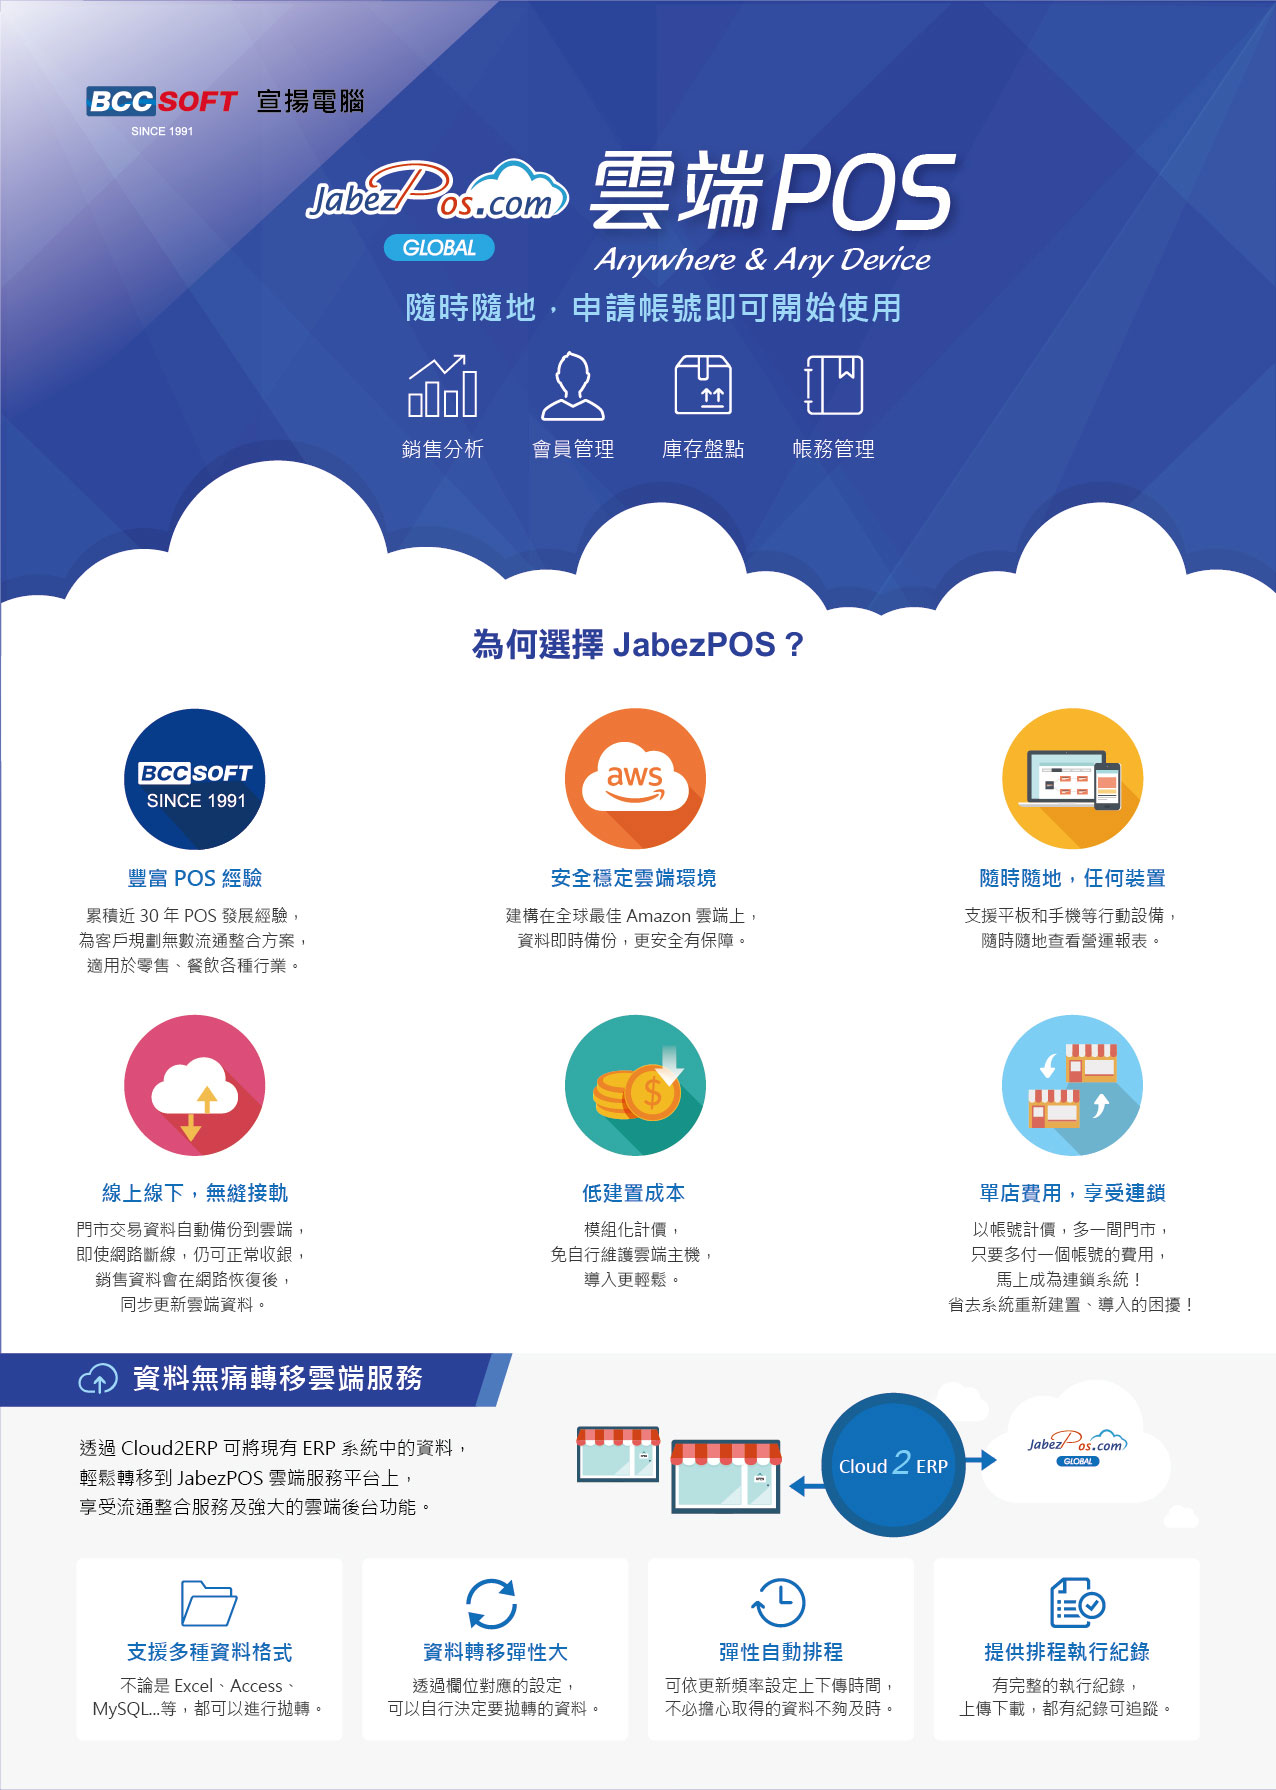 BCCSOFT 宣揚電腦
SINCE 1991
JabezPos.com 雲端POS
GLOBAL
Anywhere & Any Device
隨時隨地，申請帳號即可開始使用
銷售分析 會員管理 庫存盤點 帳務管理
為何選擇 JabezPOS ?
BCCSOFT
SINCE 1991
aws
豐富 POS 經驗
累積近 30 年 POS 發展經驗，
為客戶規劃無數流通整合方案，
適用於零售、餐飲各種行業。
安全穩定雲端環境
建構在全球最佳 Amazon 雲端上，
資料即時備份，更安全有保障。
隨時隨地，任何裝置
支援平板和手機等行動設備，
隨時隨地查看營運報表。
線上線下，無縫接軌
門市交易資料自動備份到雲端，
即使網路斷線，仍可正常收銀，
銷售資料會在網路恢復後，
同步更新雲端資料。
低建置成本
模組化計價，
免自行維護雲端主機，
導入更輕鬆。
單店費用，享受連鎖
以帳號計價，多一間門市，
只要多付一個帳號的費用，
馬上成為連鎖系統！
省去系統重新建置、導入的困擾！
資料無痛轉移雲端服務
透過 Cloud2ERP 可將現有 ERP 系統中的資料，
輕鬆轉移到 JabezPOS 雲端服務平台上，
享受流通整合服務及強大的雲端後台功能。
Cloud 2 ERP
JabezPos.com
GLOBAL
支援多種資料格式
不論是 Excel、Access、
MySQL...等，都可以進行拋轉。
資料轉移彈性大
透過欄位對應的設定，
可以自行決定要拋轉的資料。
彈性自動排程
可依更新頻率設定上下傳時間，
不必擔心取得的資料不夠及時。
提供排程執行紀錄
有完整的執行紀錄，
上傳下載，都有紀錄可追蹤。